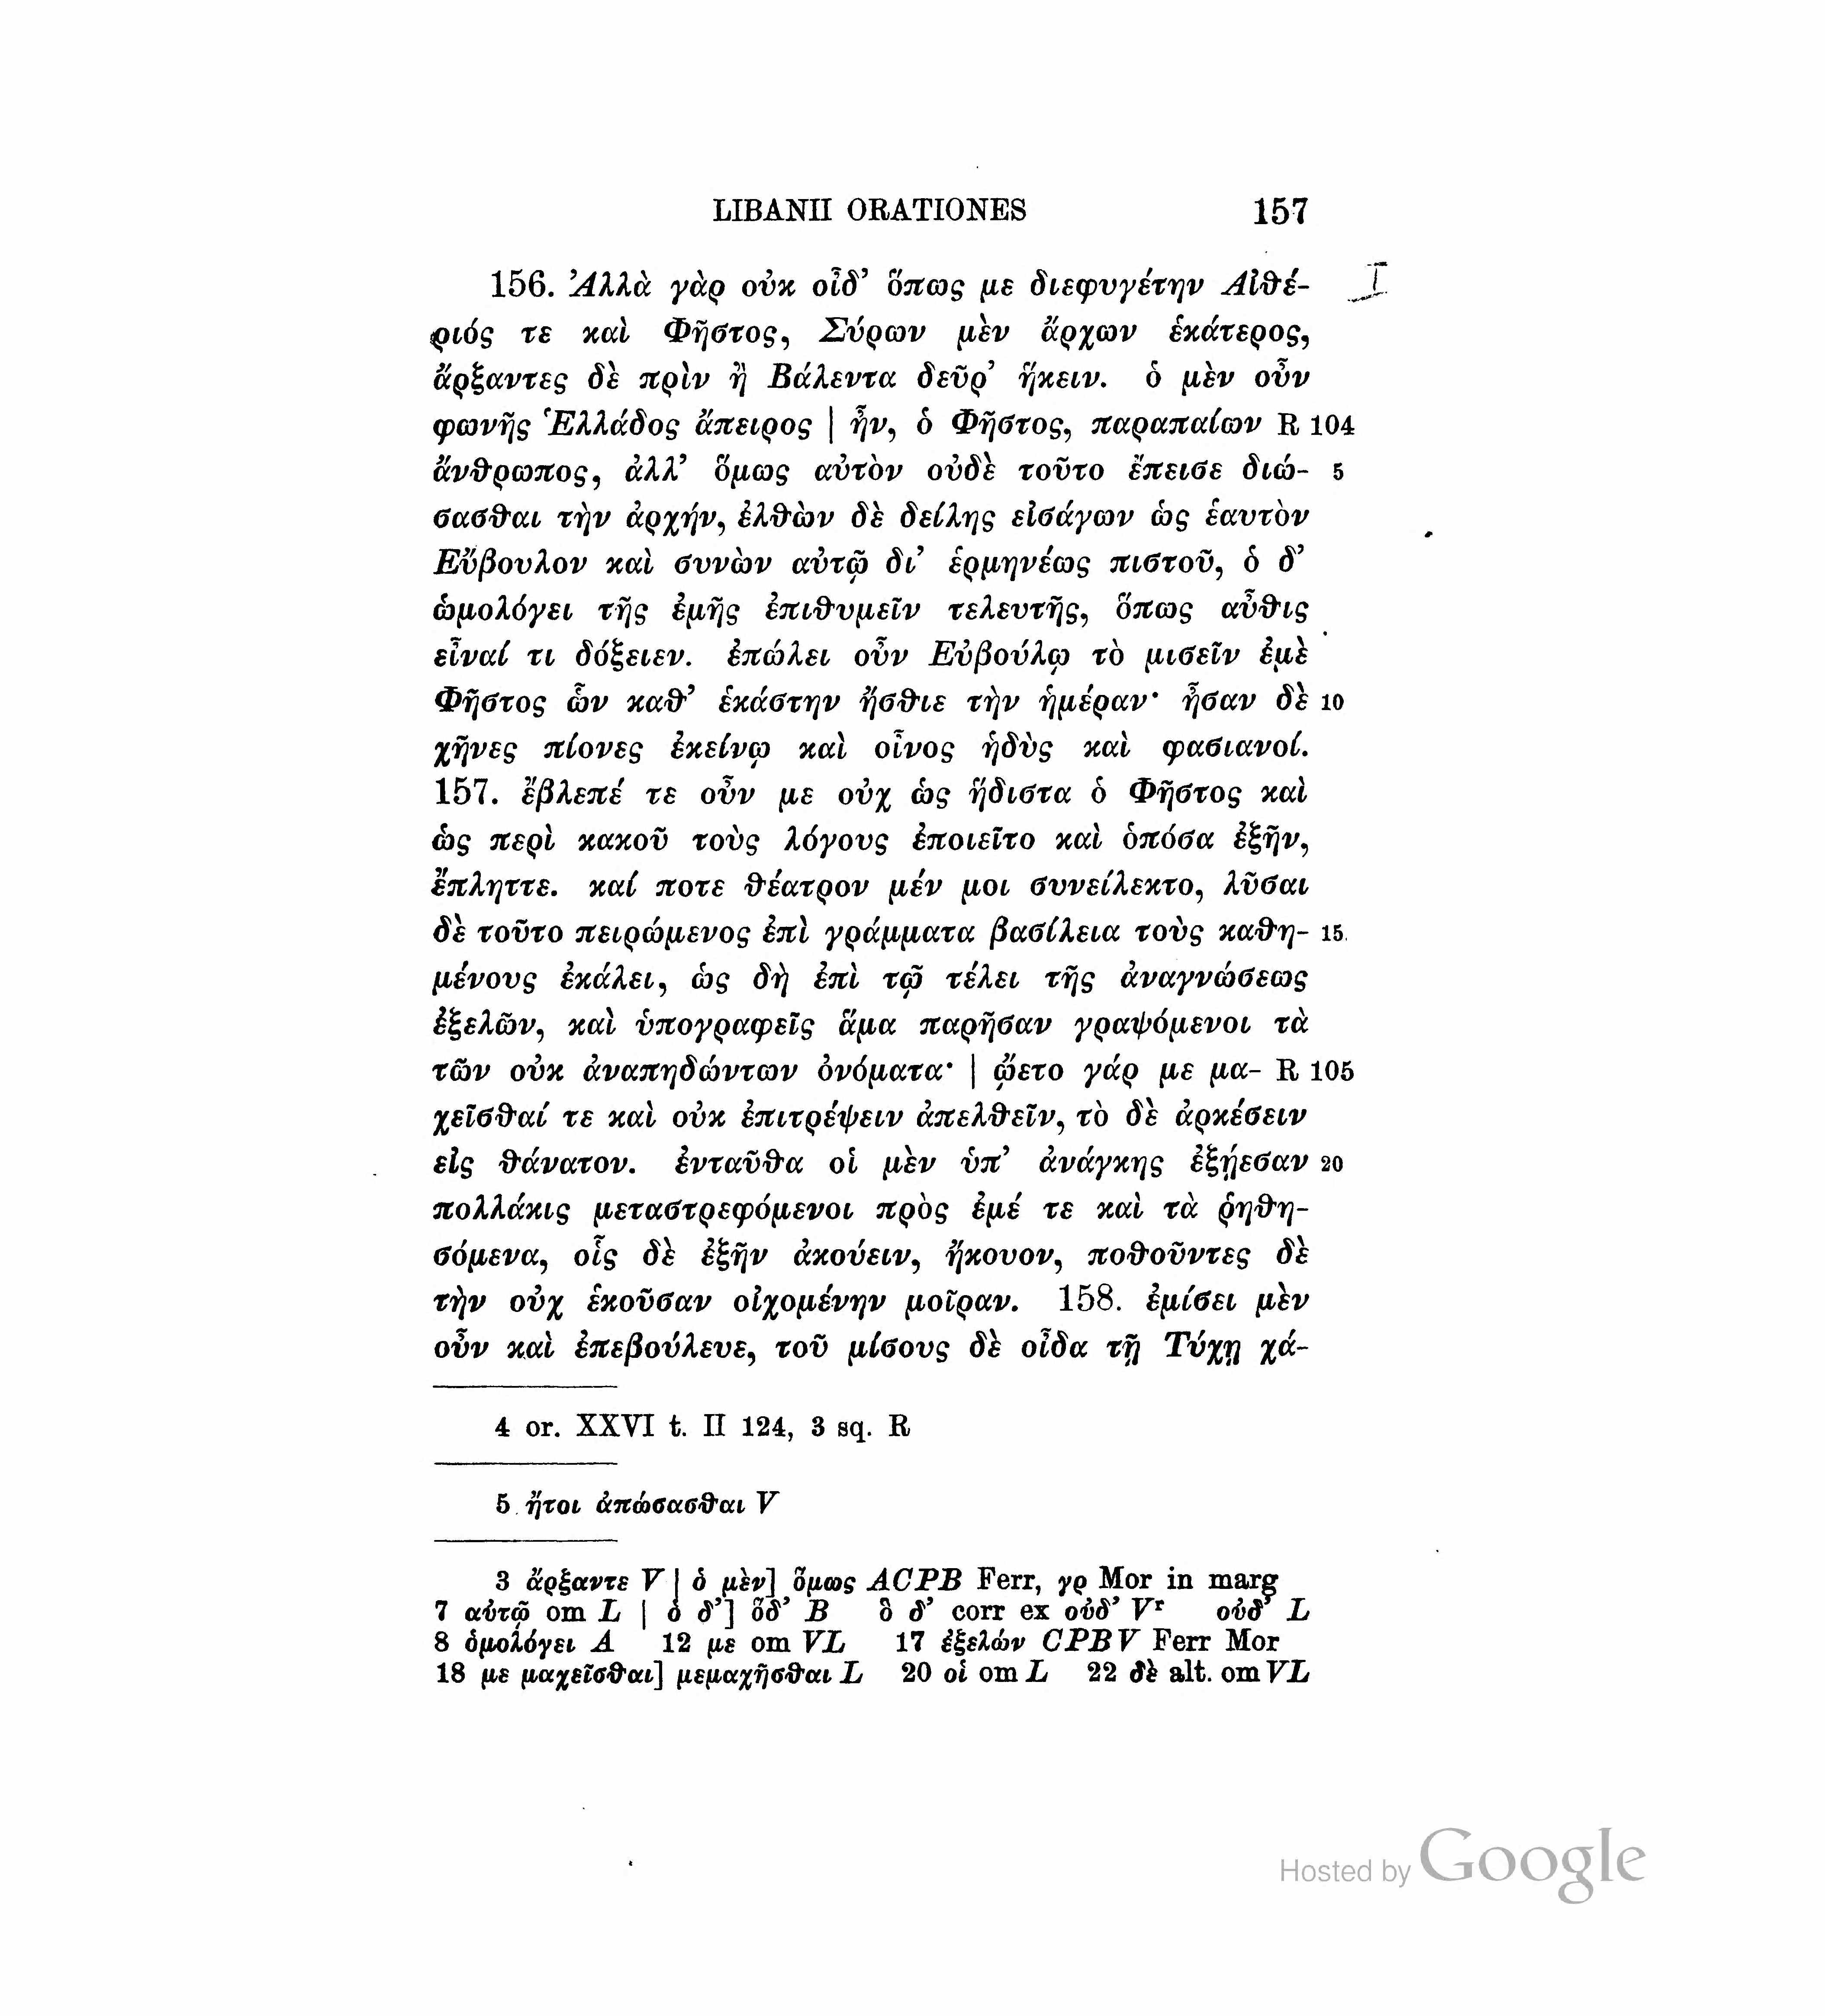 LIBANII ORATIONES 157
156. Ἀλλὰ γὰρ οὐκ οἶδ’ ὅπως με διεφυγέτην Αἰθέ-
ριός τε καὶ Φῆστος, Σύρων μὲν ἄρχων ἑκάτερος,
ἄρξαντες δὲ πρὶν ἢ Βάλεντα δεῦρ’ ἥκειν. ὁ μὲν οὖν
φωνῆς Ἑλλάδος ἄπειρος | ἦν, ὁ Φῆστος, παραπαίων R 104
ἄνθρωπος, ἀλλ’ ὅμως αὐτὸν οὐδὲ τοῦτο ἔπεισε διώ- 5
σασθαι τὴν ἀρχήν, ἐλθὼν δὲ δείλης εἰσάγων ὡς ἑαυτὸν
Εὔβουλον καὶ συνὼν αὐτῷ δι’ ἑρμηνέως πιστοῦ, ὁ δ’
ὡμολόγει τῆς ἐμῆς ἐπιθυμεῖν τελευτῆς, ὅπως αὖθις
εἶναί τι δόξειεν. ἐπώλει οὖν Εὐβούλῳ τὸ μισεῖν ἐμὲ
Φῆστος ὧν καθ’ ἑκάστην ἤσθιε τὴν ἡμέραν· ἦσαν δὲ 10
χῆνες πίονες ἐκείνῳ καὶ οἶνος ἡδὺς καὶ φασιανοί.
157. ἔβλεπέ τε οὖν με οὐχ ὡς ἥδιστα ὁ Φῆστος καὶ
ὡς περὶ κακοῦ τοὺς λόγους ἐποιεῖτο καὶ ὁπόσα ἐξῆν,
ἔπληττε. καί ποτε θέατρον μέν μοι συνείλεκτο, λῦσαι
δὲ τοῦτο πειρώμενος ἐπὶ γράμματα βασίλεια τοὺς καθη- 15
μένους ἐκάλει, ὡς δὴ ἐπὶ τῷ τέλει τῆς ἀναγνώσεως
ἐξελῶν, καὶ ὑπογραφεῖς ἅμα παρῆσαν γραψόμενοι τὰ
τῶν οὐκ ἀναπηδώντων ὀνόματα· | ᾤετο γάρ με μα- R 105
χεῖσθαί τε καὶ οὐκ ἐπιτρέψειν ἀπελθεῖν, τὸ δὲ ἀρκέσειν
εἰς θάνατον. ἐνταῦθα οἱ μὲν ὑπ’ ἀνάγκης ἐξῄεσαν 20
πολλάκις μεταστρεφόμενοι πρὸς ἐμέ τε καὶ τὰ ῥηθη-
σόμενα, οἷς δὲ ἐξῆν ἀκούειν, ἤκουον, ποθοῦντες δὲ
τὴν οὐχ ἑκοῦσαν οἰχομένην μοῖραν. 158. ἐμίσει μὲν
οὖν καὶ ἐπεβούλευε, τοῦ μίσους δὲ οἶδα τῇ Τύχῃ χά-
4 or. XXVI t. II 124, 3 sq. R
5 ἤτοι ἀπώσασθαι V
3 ἄρξαντε V | ὁ μὲν] ὅμως ACPB Ferr, γρ Mor in marg
7 αὐτῷ om L | ὁ δ’] ὅδ’ B ὃ δ’ corr ex οὐδ’ Vʳ οὐδ’ L
8 ὁμολόγει A 12 με om VL 17 ἐξελών CPBV Ferr Mor
18 με μαχεῖσθαι] μεμαχῆσθαι L 20 οἱ om L 22 δὲ alt. om VL
Hosted by Google